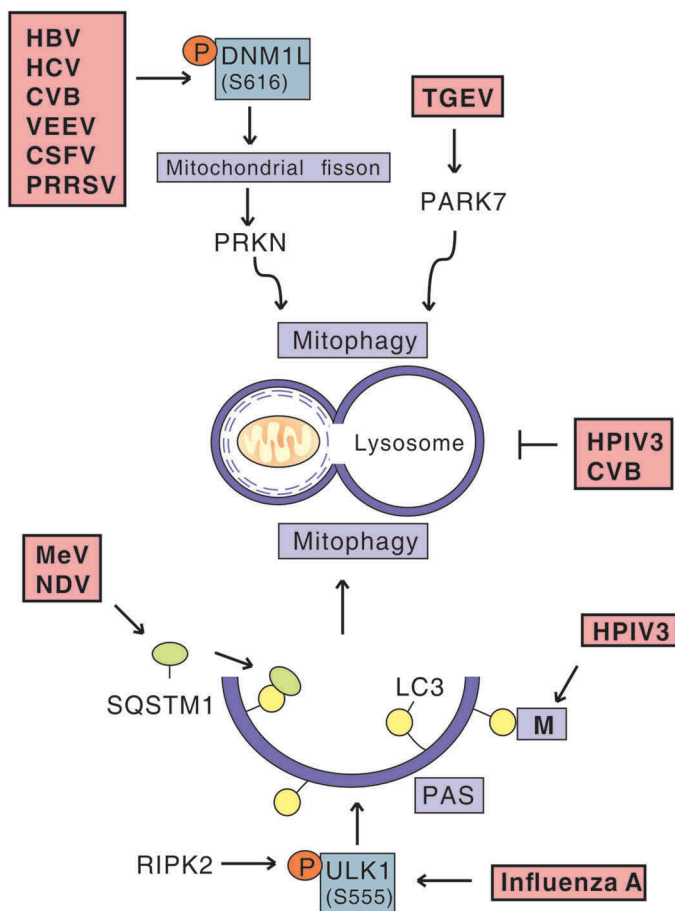 HBV
HCV
CVB
VEEV
CSFV
PRRSV
P
DNM1L
(S616)
TGEV
Mitochondrial fisson
PARK7
PRKN
Mitophagy
Lysosome
HPIV3
CVB
Mitophagy
MeV
NDV
HPIV3
SQSTM1
LC3
M
PAS
RIPK2
P
ULK1
(S555)
Influenza A